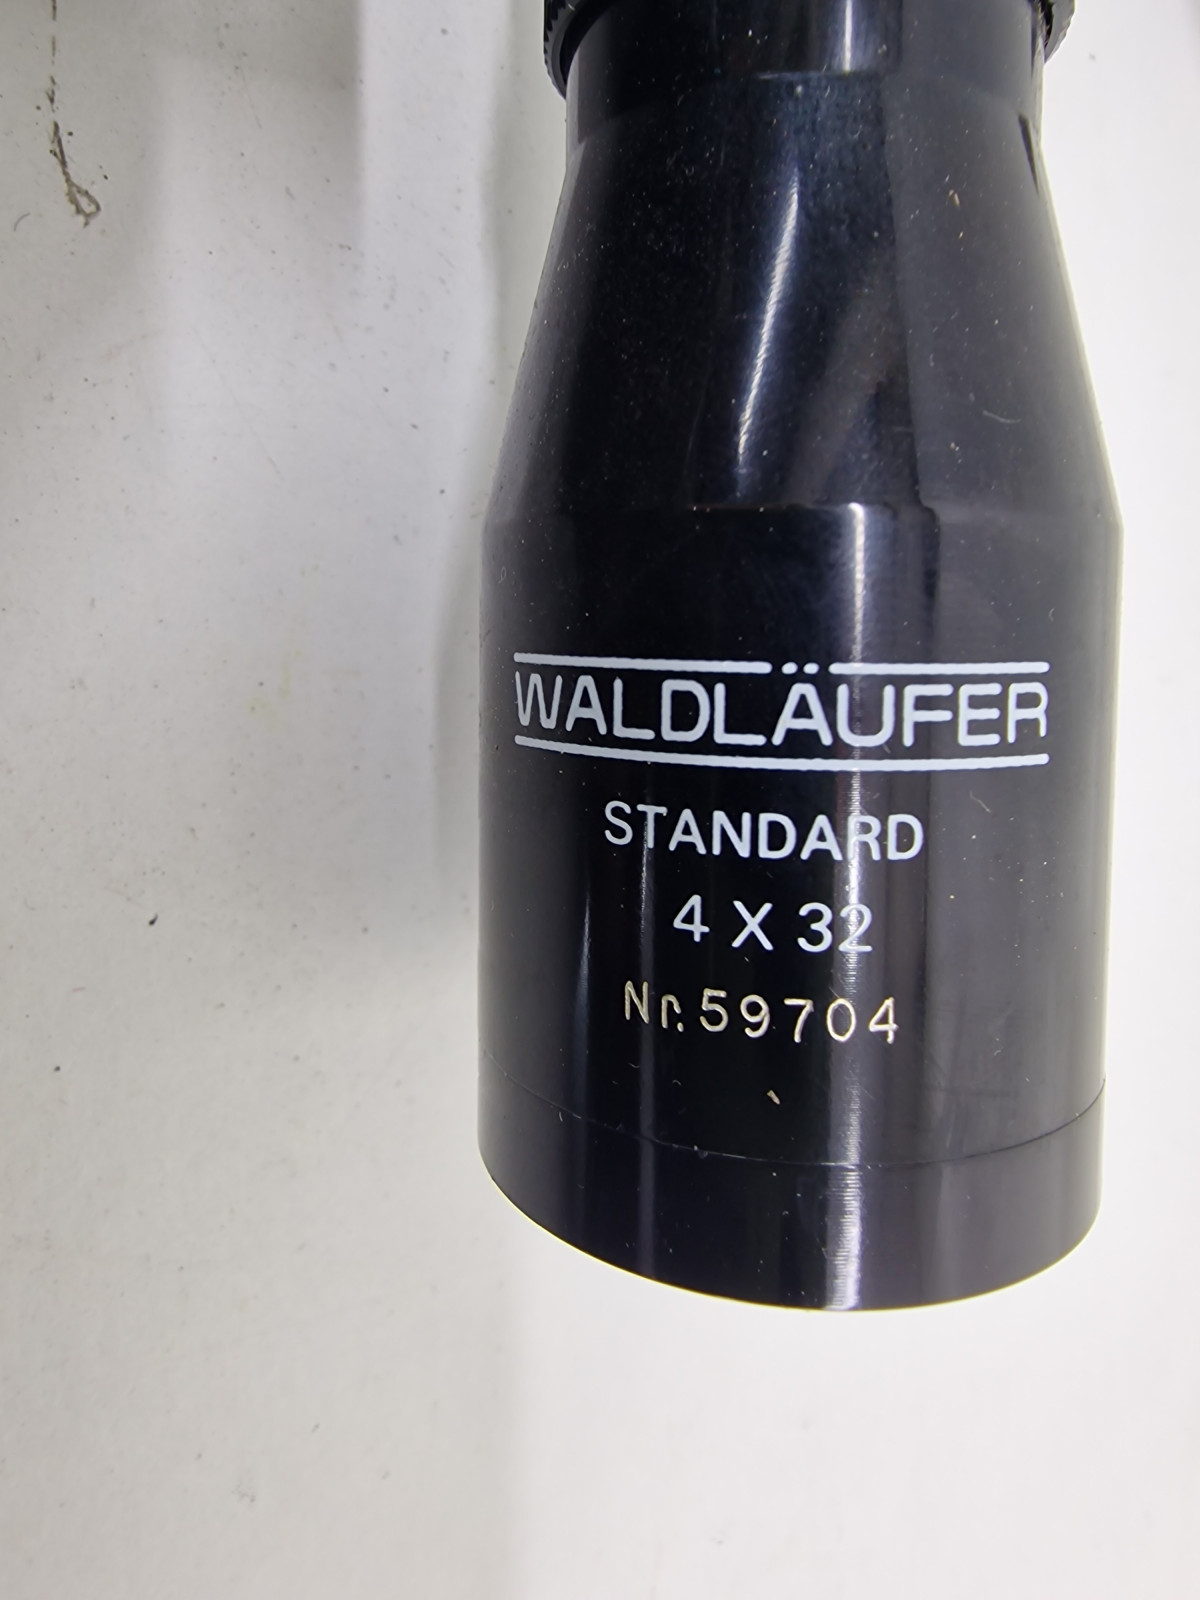 WALDLÄUFER
STANDARD
4 X 32
Nr.59704